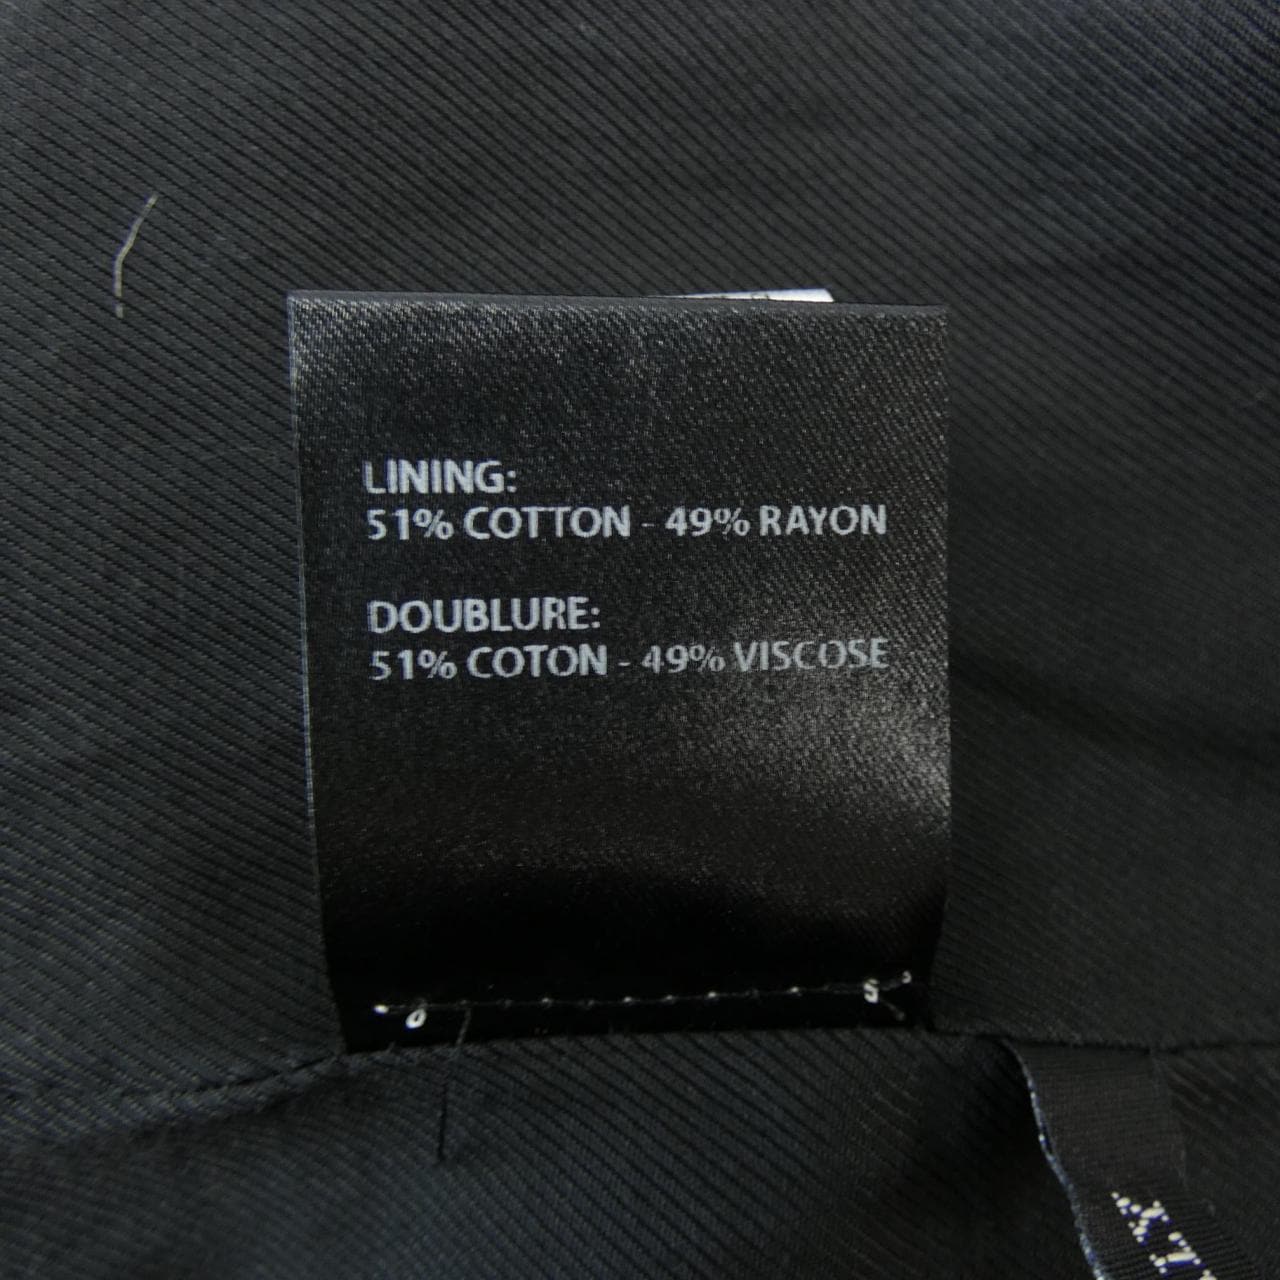 LINING:
51% COTTON - 49% RAYON
DOUBLURE:
51% COTON - 49% VISCOSE